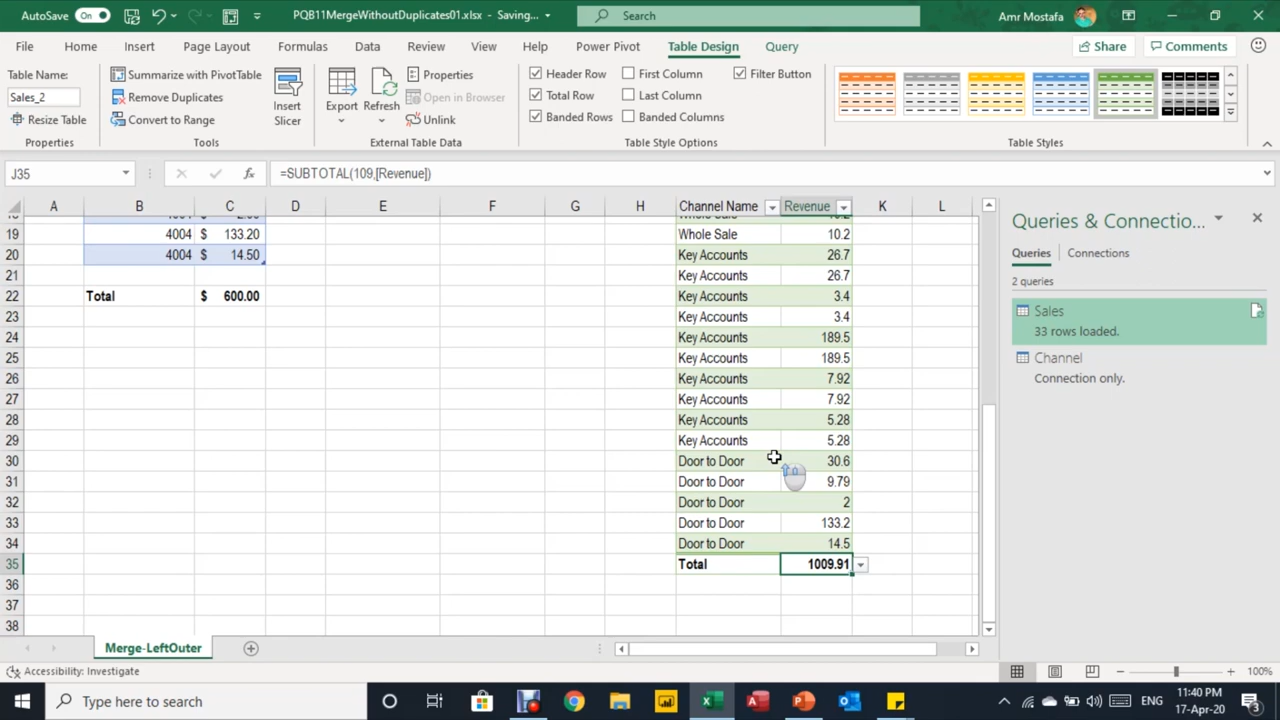 AutoSave On PQB11MergeWithoutDuplicates01.xlsx - Saving... Search Amr Mostafa
File Home Insert Page Layout Formulas Data Review View Help Power Pivot Table Design Query Share Comments
Table Name:
Sales_2
Resize Table
Properties
Summarize with PivotTable
Remove Duplicates
Convert to Range
Tools
Insert
Slicer
Export Refresh
Properties
Open in Browser
Unlink
External Table Data
Header Row First Column Filter Button
Total Row Last Column
Banded Rows Banded Columns
Table Style Options
Table Styles
J35 fx =SUBTOTAL(109,[Revenue])
A B C D E F G H Channel Name Revenue K L
19 4004 $ 133.20 Whole Sale 10.2
20 4004 $ 14.50 Key Accounts 26.7
21 Key Accounts 26.7
22 Total $ 600.00 Key Accounts 3.4
23 Key Accounts 3.4
24 Key Accounts 189.5
25 Key Accounts 189.5
26 Key Accounts 7.92
27 Key Accounts 7.92
28 Key Accounts 5.28
29 Key Accounts 5.28
30 Door to Door 30.6
31 Door to Door 9.79
32 Door to Door 2
33 Door to Door 133.2
34 Door to Door 14.5
35 Total 1009.91
36
37
38
Queries & Connectio...
Queries Connections
2 queries
Sales
33 rows loaded.
Channel
Connection only.
Merge-LeftOuter
Accessibility: Investigate 100%
Type here to search
ENG
11:40 PM
17-Apr-20
3